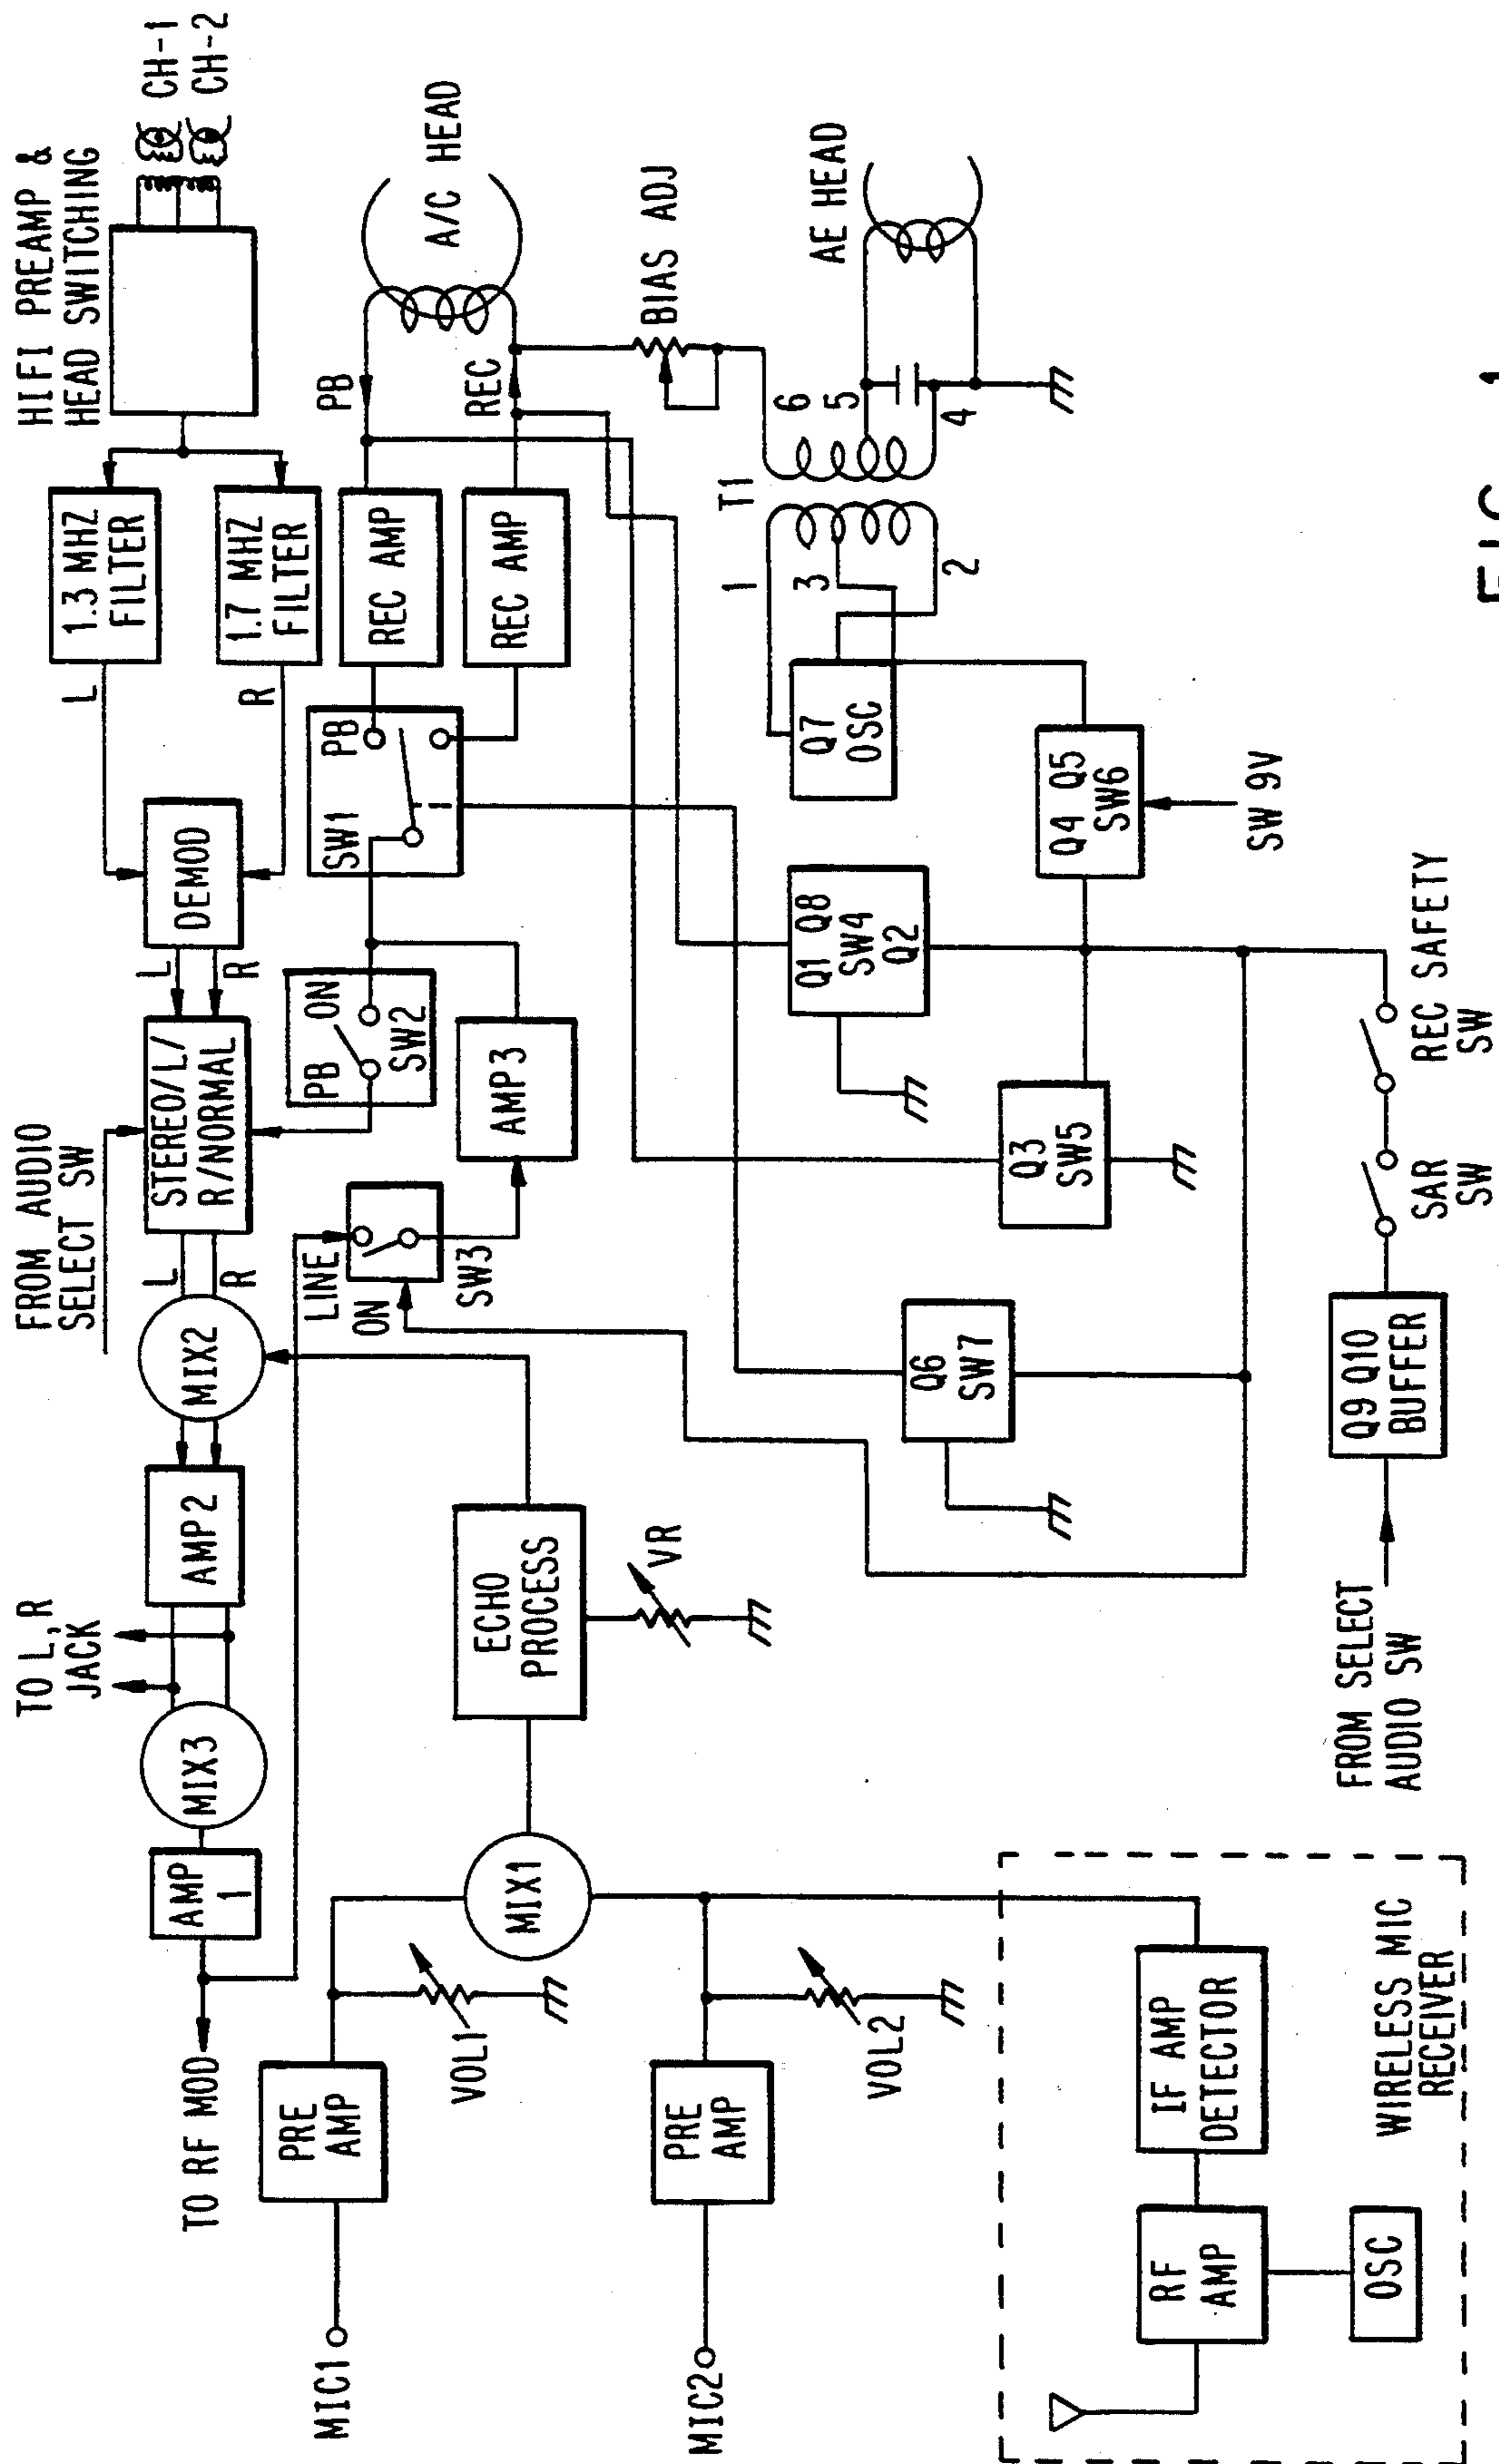 HIFI PREAMP &
HEAD SWITCHING
CH-1
CH-2
1.3 MHZ
FILTER
1.7 MHZ
FILTER
L
R
DEMOD
L
R
FROM AUDIO
SELECT SW
STEREO/L/
R/NORMAL
L
R
MIX2
AMP2
TO L,R
JACK
MIX3
AMP
1
TO RF MOD
A/C HEAD
PB
REC
REC AMP
REC AMP
PB
SW1
PB ON
SW2
AMP3
LINE
ON
SW3
ECHO
PROCESS
VR
MIX1
PRE
AMP
VOL1
MIC1
PRE
AMP
VOL2
MIC2
BIAS ADJ
AE HEAD
T1
6
5
4
1
3
2
Q7
OSC
Q4 Q5
SW6
SW 9V
Q1 Q8
SW4
Q2
Q3
SW5
Q6
SW7
REC SAFETY
SW
SAR
SW
Q9 Q10
BUFFER
FROM SELECT
AUDIO SW
IF AMP
DETECTOR
RF
AMP
OSC
WIRELESS MIC
RECEIVER
FIG. 1